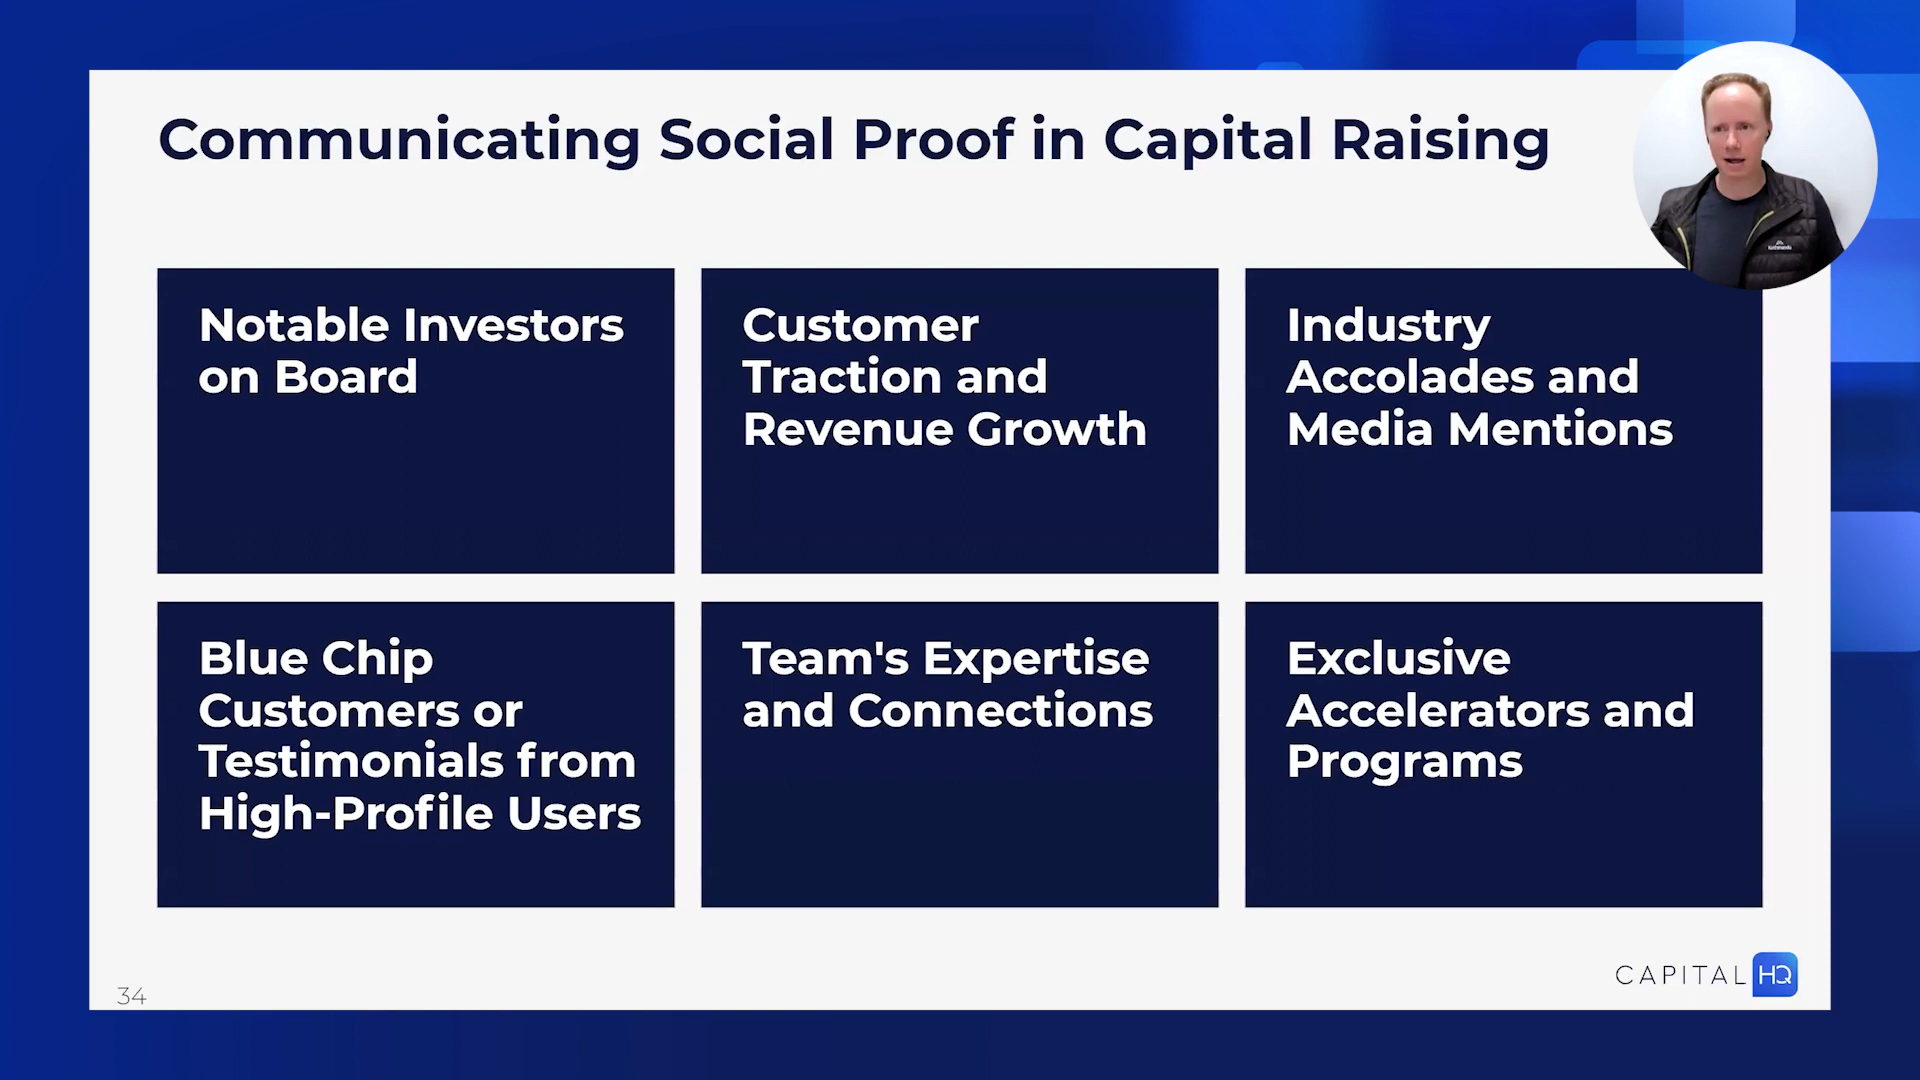 Communicating Social Proof in Capital Raising
Notable Investors
on Board
Customer
Traction and
Revenue Growth
Industry
Accolades and
Media Mentions
Blue Chip
Customers or
Testimonials from
High-Profile Users
Team's Expertise
and Connections
Exclusive
Accelerators and
Programs
34
CAPITAL HQ